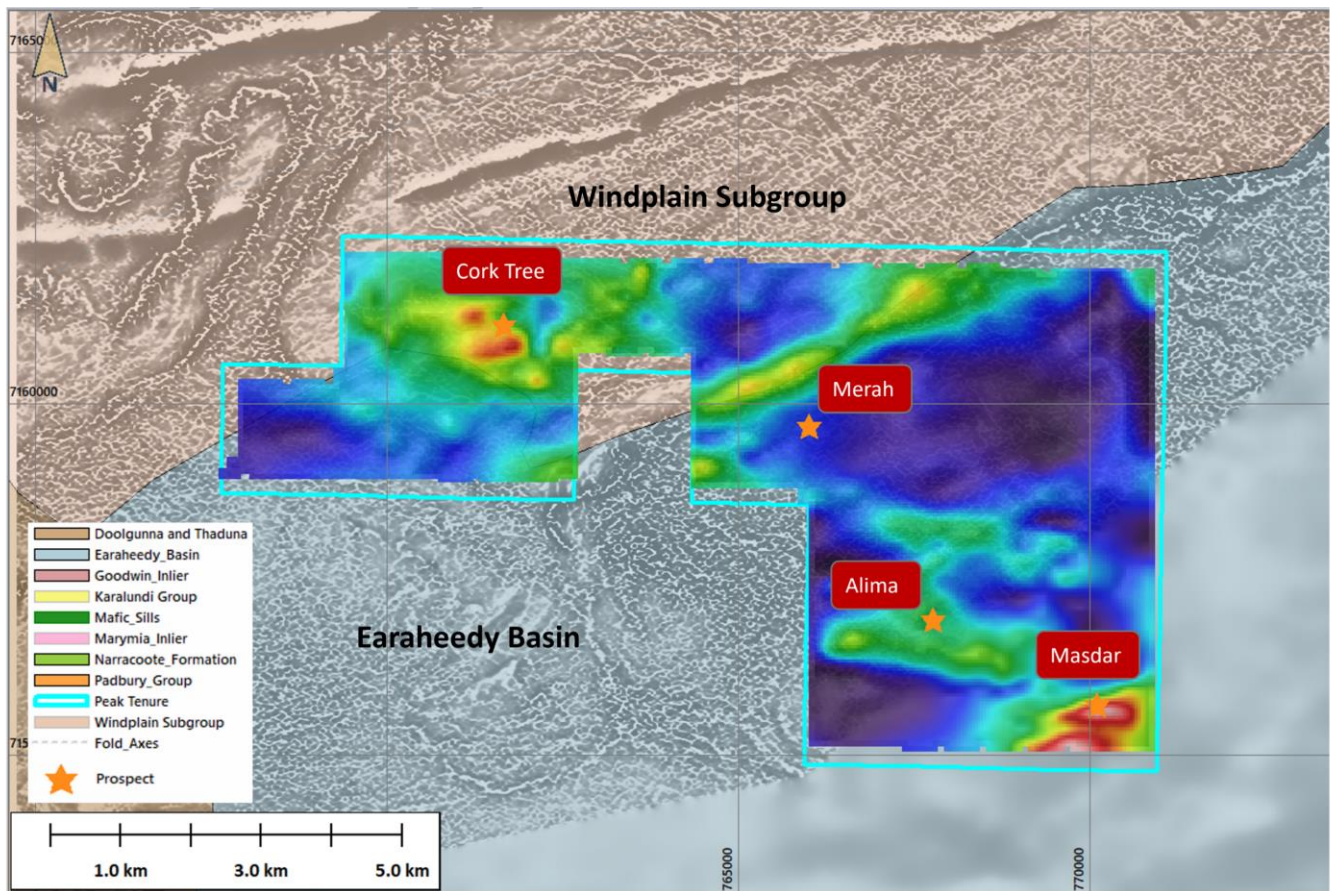 7165000
N
Windplain Subgroup
Cork Tree
7160000
Merah
Alima
Earaheedy Basin
Masdar
Doolgunna and Thaduna
Earaheedy_Basin
Goodwin_Inlier
Karalundi Group
Mafic_Sills
Marymia_Inlier
Narracoote_Formation
Padbury_Group
Peak Tenure
Windplain Subgroup
Fold_Axes
Prospect
715
1.0 km 3.0 km 5.0 km
765000
770000